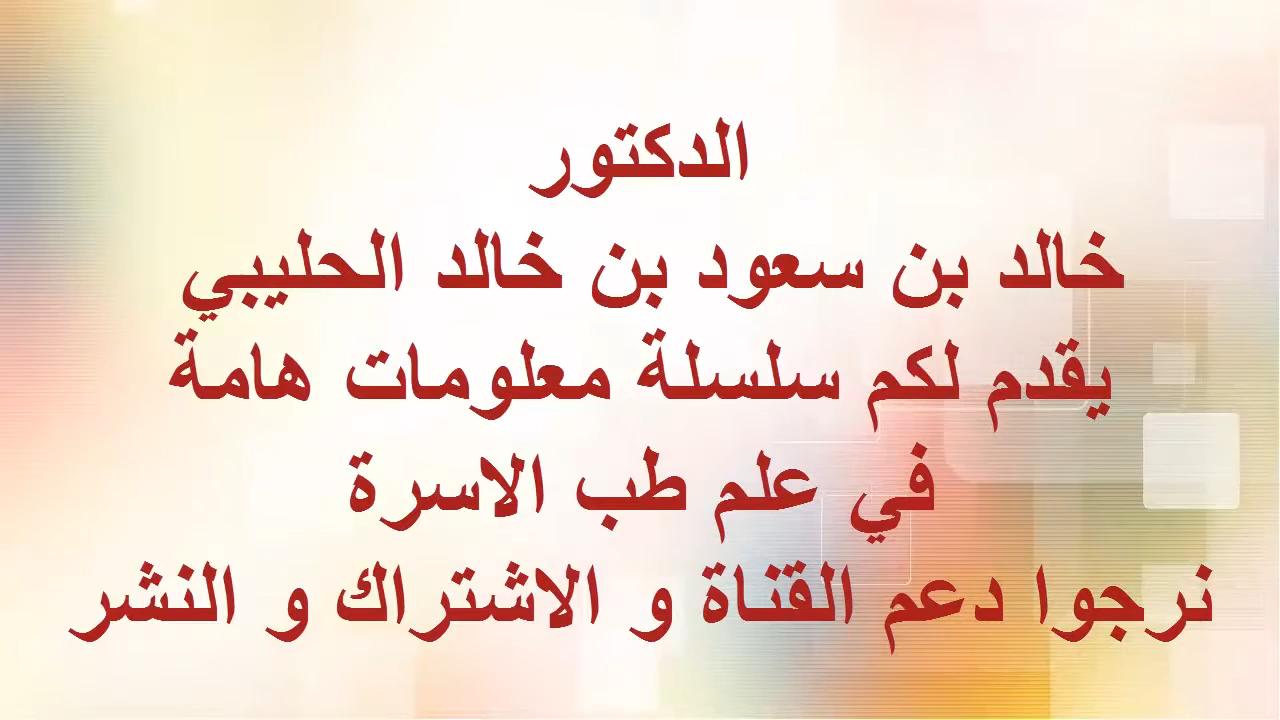 الدكتور
خالد بن سعود بن خالد الحليبي
يقدم لكم سلسلة معلومات هامة
في علم طب الاسرة
نرجوا دعم القناة و الاشتراك و النشر